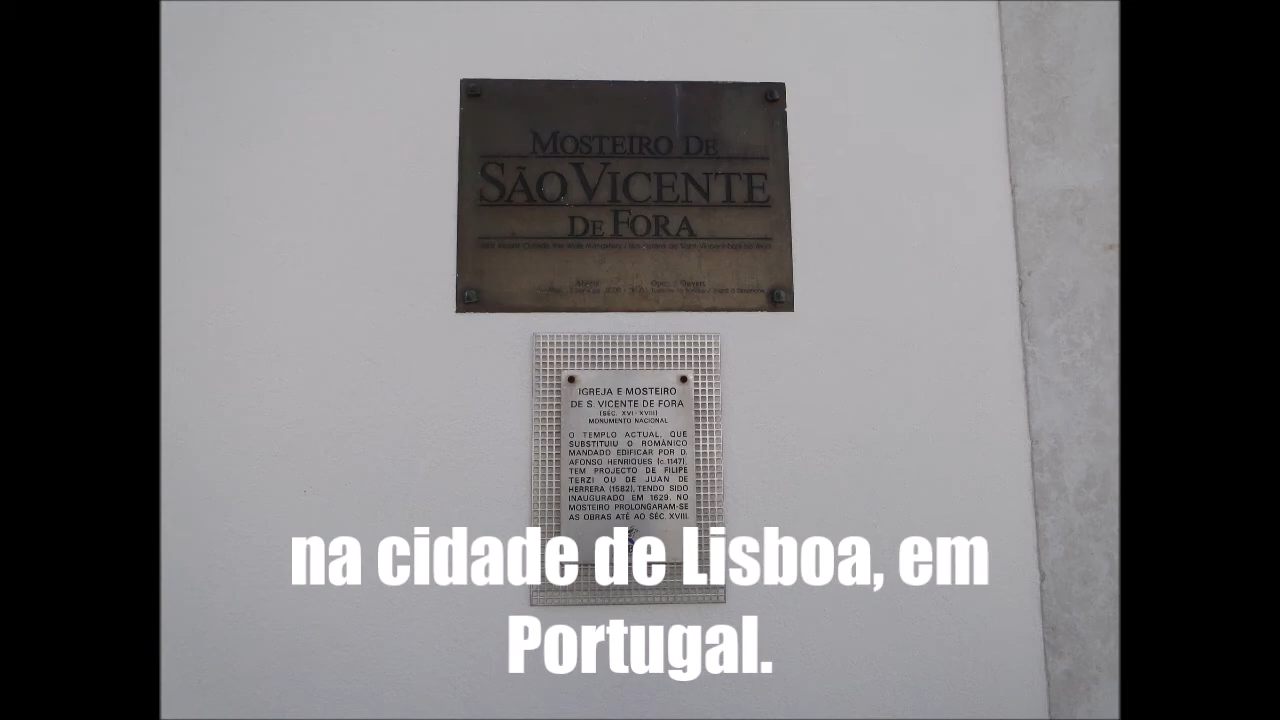 MOSTEIRO DE
SÃO VICENTE
DE FORA
IGREJA E MOSTEIRO
DE S. VICENTE DE FORA
(SÉC. XVI - XVIII)
MONUMENTO NACIONAL
O TEMPLO ACTUAL, QUE
SUBSTITUIU O ROMÂNICO
MANDADO EDIFICAR POR D.
AFONSO HENRIQUES (c.1147),
TEM PROJECTO DE FILIPE
TERZI OU DE JUAN DE
HERRERA (1582), TENDO SIDO
INAUGURADO EM 1629. NO
MOSTEIRO PROLONGARAM-SE
AS OBRAS ATÉ AO SÉC. XVIII.
na cidade de Lisboa, em
Portugal.